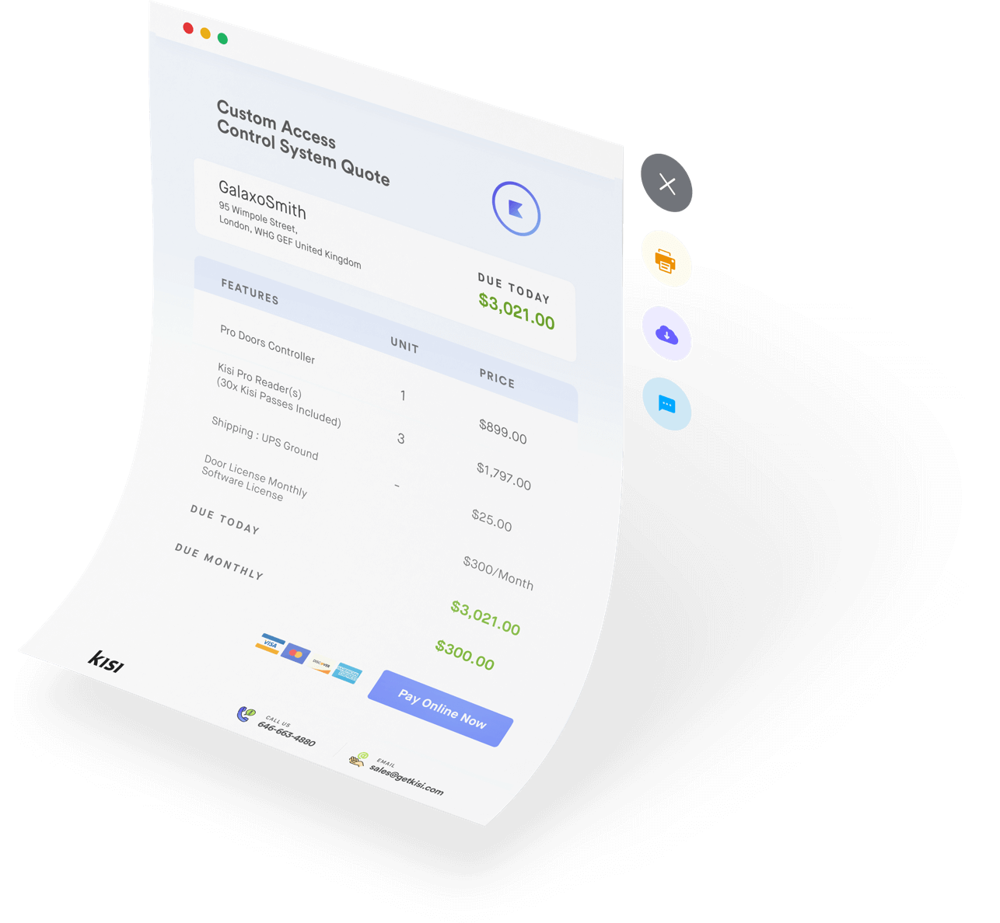 Custom Access
Control System Quote
GalaxoSmith
95 Wimpole Street,
London, WHG GEF United Kingdom
DUE TODAY
$3,021.00
FEATURES UNIT PRICE
Pro Doors Controller 1 $899.00
Kisi Pro Reader(s)
(30x Kisi Passes Included) 3 $1,797.00
Shipping : UPS Ground - $25.00
Door License Monthly
Software License $300/Month
DUE TODAY $3,021.00
DUE MONTHLY $300.00
VISA
DISCOVER
AMERICAN
EXPRESS
Pay Online Now
kisi
CALL US
646-663-4880
EMAIL
sales@getkisi.com